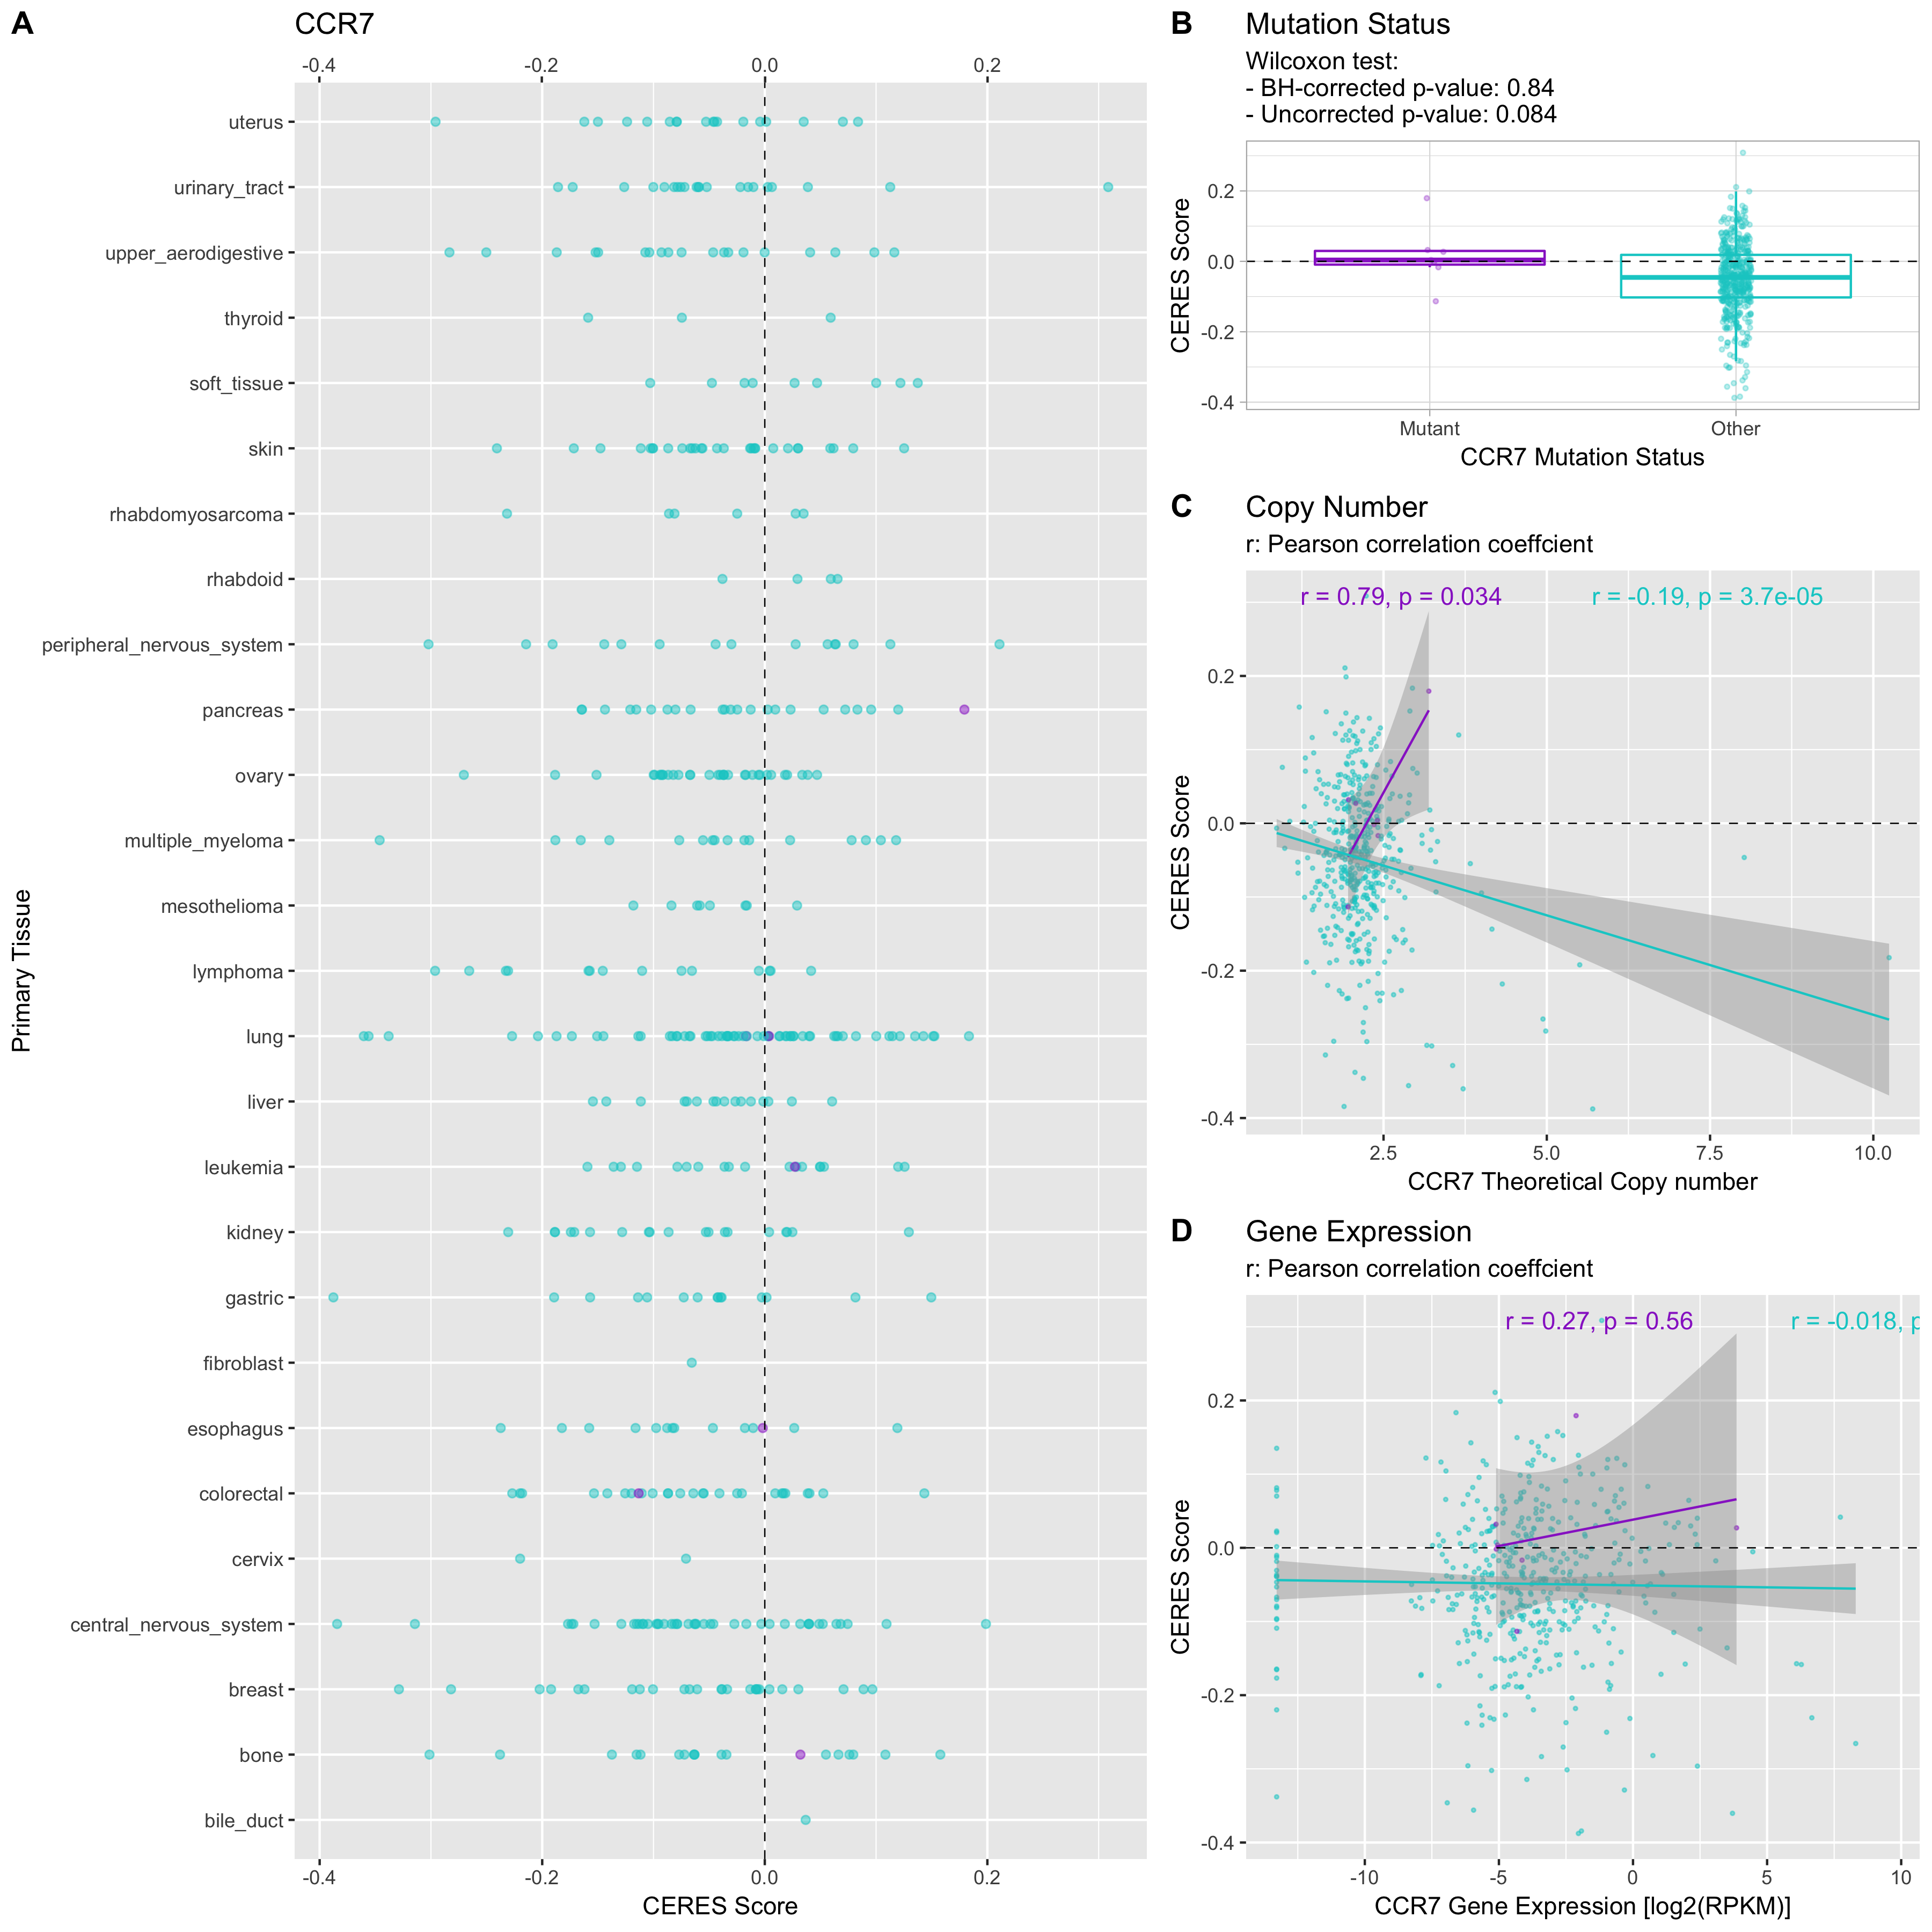 A
CCR7
-0.4 -0.2 0.0 0.2
uterus
urinary_tract
upper_aerodigestive
thyroid
soft_tissue
skin
rhabdomyosarcoma
rhabdoid
peripheral_nervous_system
pancreas
ovary
multiple_myeloma
mesothelioma
lymphoma
lung
liver
leukemia
kidney
gastric
fibroblast
esophagus
colorectal
cervix
central_nervous_system
breast
bone
bile_duct
Primary Tissue
-0.4 -0.2 0.0 0.2
CERES Score
B
Mutation Status
Wilcoxon test:
- BH-corrected p-value: 0.84
- Uncorrected p-value: 0.084
CERES Score
0.2
0.0
-0.2
-0.4
Mutant Other
CCR7 Mutation Status
C
Copy Number
r: Pearson correlation coeffcient
r = 0.79, p = 0.034 r = -0.19, p = 3.7e-05
CERES Score
0.2
0.0
-0.2
-0.4
2.5 5.0 7.5 10.0
CCR7 Theoretical Copy number
D
Gene Expression
r: Pearson correlation coeffcient
r = 0.27, p = 0.56 r = -0.018, p
CERES Score
0.2
0.0
-0.2
-0.4
-10 -5 0 5 10
CCR7 Gene Expression [log2(RPKM)]